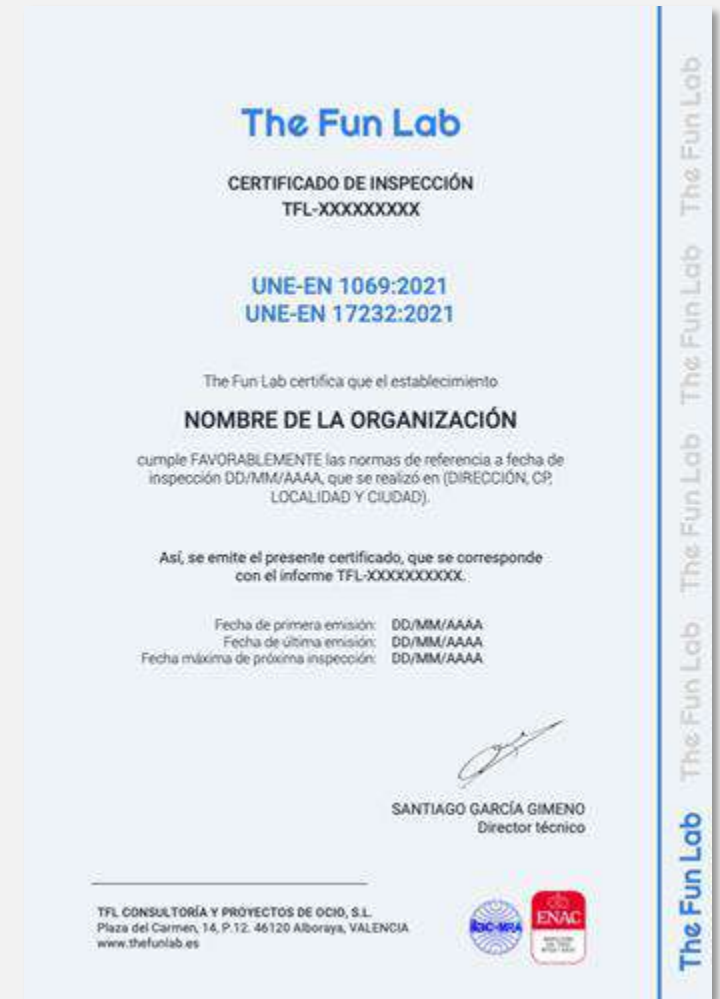 The Fun Lab
CERTIFICADO DE INSPECCIÓN
TFL-XXXXXXXXX
UNE-EN 1069:2021
UNE-EN 17232:2021
The Fun Lab certifica que el establecimiento
NOMBRE DE LA ORGANIZACIÓN
cumple FAVORABLEMENTE las normas de referencia a fecha de
inspección DD/MM/AAAA, que se realizó en (DIRECCIÓN, CP,
LOCALIDAD Y CIUDAD).
Así, se emite el presente certificado, que se corresponde
con el informe TFL-XXXXXXXXXX.
Fecha de primera emisión: DD/MM/AAAA
Fecha de última emisión: DD/MM/AAAA
Fecha máxima de próxima inspección: DD/MM/AAAA
SANTIAGO GARCÍA GIMENO
Director técnico
TFL CONSULTORÍA Y PROYECTOS DE OCIO, S.L.
Plaza del Carmen, 14, P.12. 46120 Alboraya, VALENCIA
www.thefunlab.es
ilac-MRA
ENAC
The Fun Lab
The Fun Lab
The Fun Lab
The Fun Lab
The Fun Lab